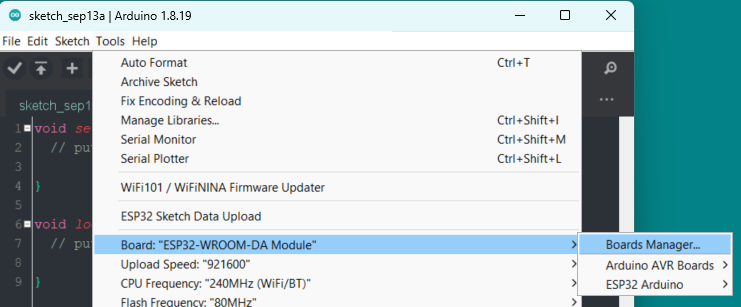 sketch_sep13a | Arduino 1.8.19
File Edit Sketch Tools Help
Auto Format Ctrl+T
Archive Sketch
Fix Encoding & Reload
Manage Libraries... Ctrl+Shift+I
Serial Monitor Ctrl+Shift+M
Serial Plotter Ctrl+Shift+L
WiFi101 / WiFiNINA Firmware Updater
ESP32 Sketch Data Upload
Board: "ESP32-WROOM-DA Module"
Upload Speed: "921600"
CPU Frequency: "240MHz (WiFi/BT)"
Flash Frequency: "80MHz"
Boards Manager...
Arduino AVR Boards
ESP32 Arduino
sketch_sep1
1 void se
2 // pu
3
4 }
5
6 void lo
7 // pu
8
9 }